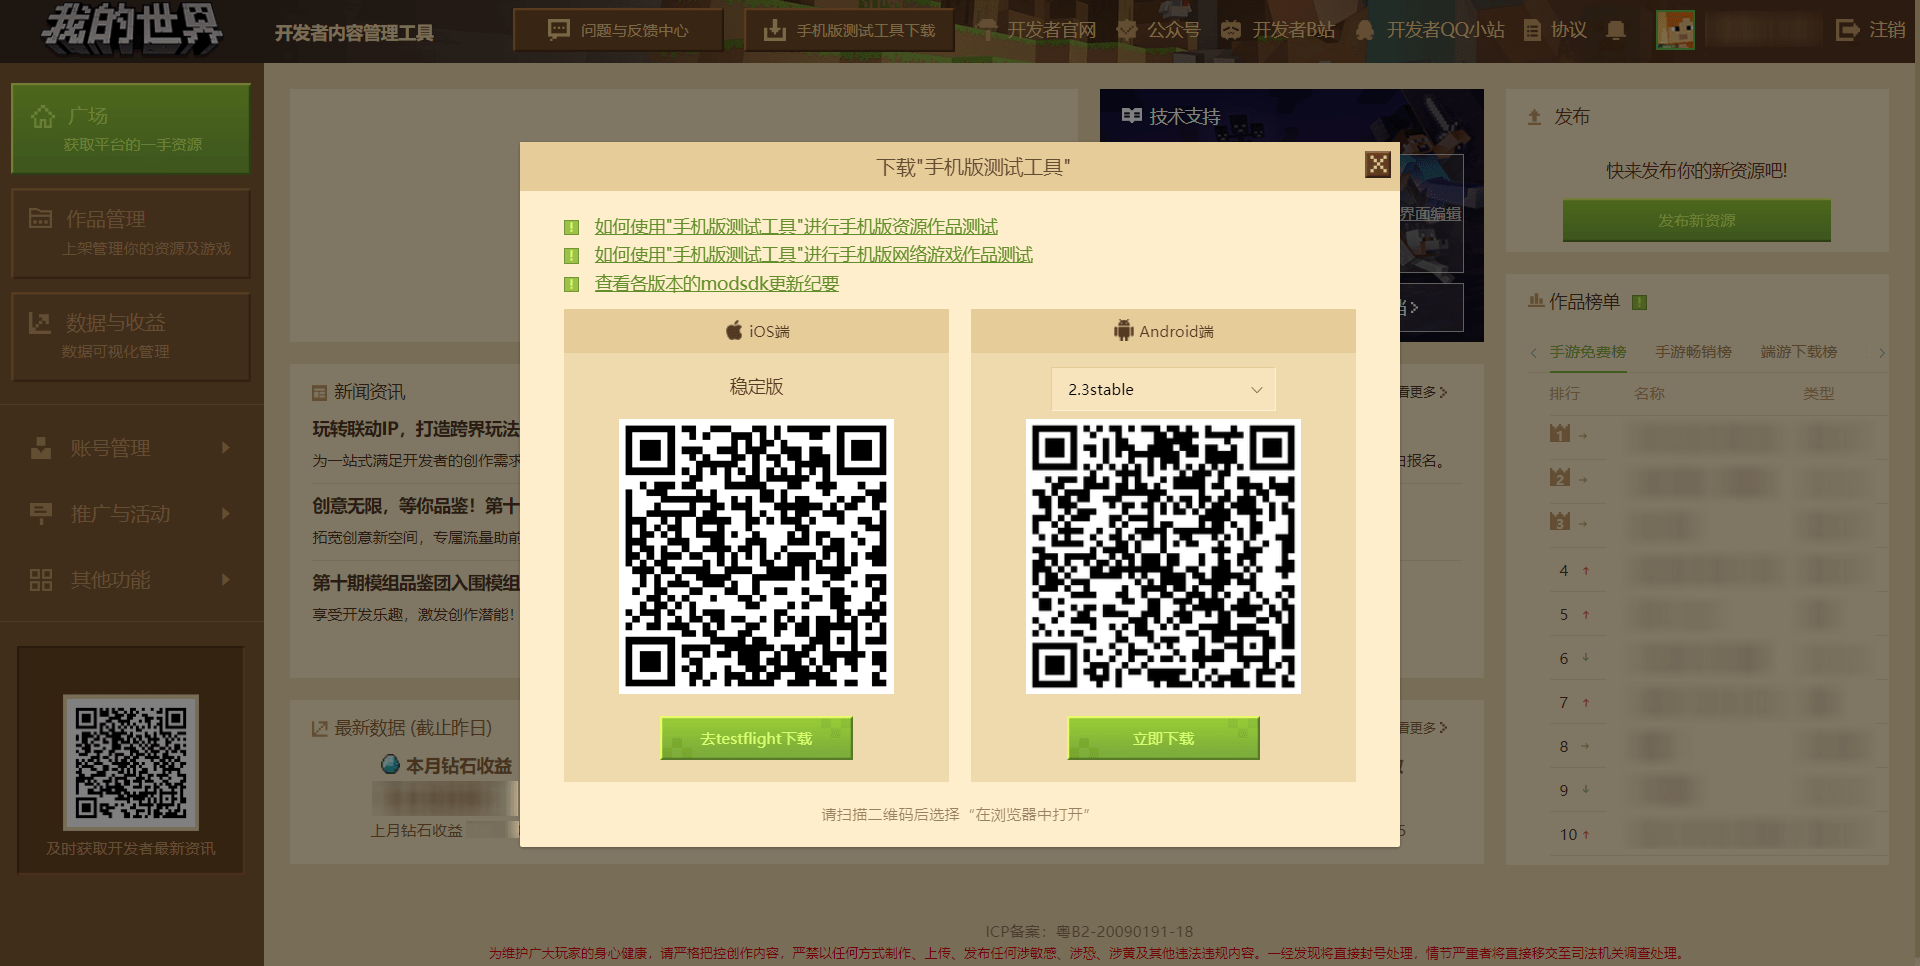 我的世界
开发者内容管理工具
问题与反馈中心
手机版测试工具下载
开发者官网
公众号
开发者B站
开发者QQ小站
协议
注销
广场
获取平台的一手资源
作品管理
上架管理你的资源及游戏
数据与收益
数据可视化管理
账号管理
推广与活动
其他功能
及时获取开发者最新资讯
技术支持
界面编辑
下载"手机版测试工具"
如何使用"手机版测试工具"进行手机版资源作品测试
如何使用"手机版测试工具"进行手机版网络游戏作品测试
查看各版本的modsdk更新纪要
iOS端
稳定版
去testflight下载
Android端
2.3stable
立即下载
请扫描二维码后选择“在浏览器中打开”
新闻资讯
看更多
玩转联动IP，打造跨界玩法
为一站式满足开发者的创作需求
报名。
创意无限，等你品鉴！第十
拓宽创意新空间，专属流量助前
第十期模组品鉴团入围模组
享受开发乐趣，激发创作潜能！
最新数据 (截止昨日)
看更多
本月钻石收益
上月钻石收益
发布
快来发布你的新资源吧!
发布新资源
作品榜单
手游免费榜 手游畅销榜 端游下载榜
排行 名称 类型
1
2
3
4
5
6
7
8
9
10
ICP备案：粤B2-20090191-18
为维护广大玩家的身心健康，请严格把控创作内容，严禁以任何方式制作、上传、发布任何涉敏感、涉恐、涉黄及其他违法违规内容。一经发现将直接封号处理，情节严重者将直接移交至司法机关调查处理。